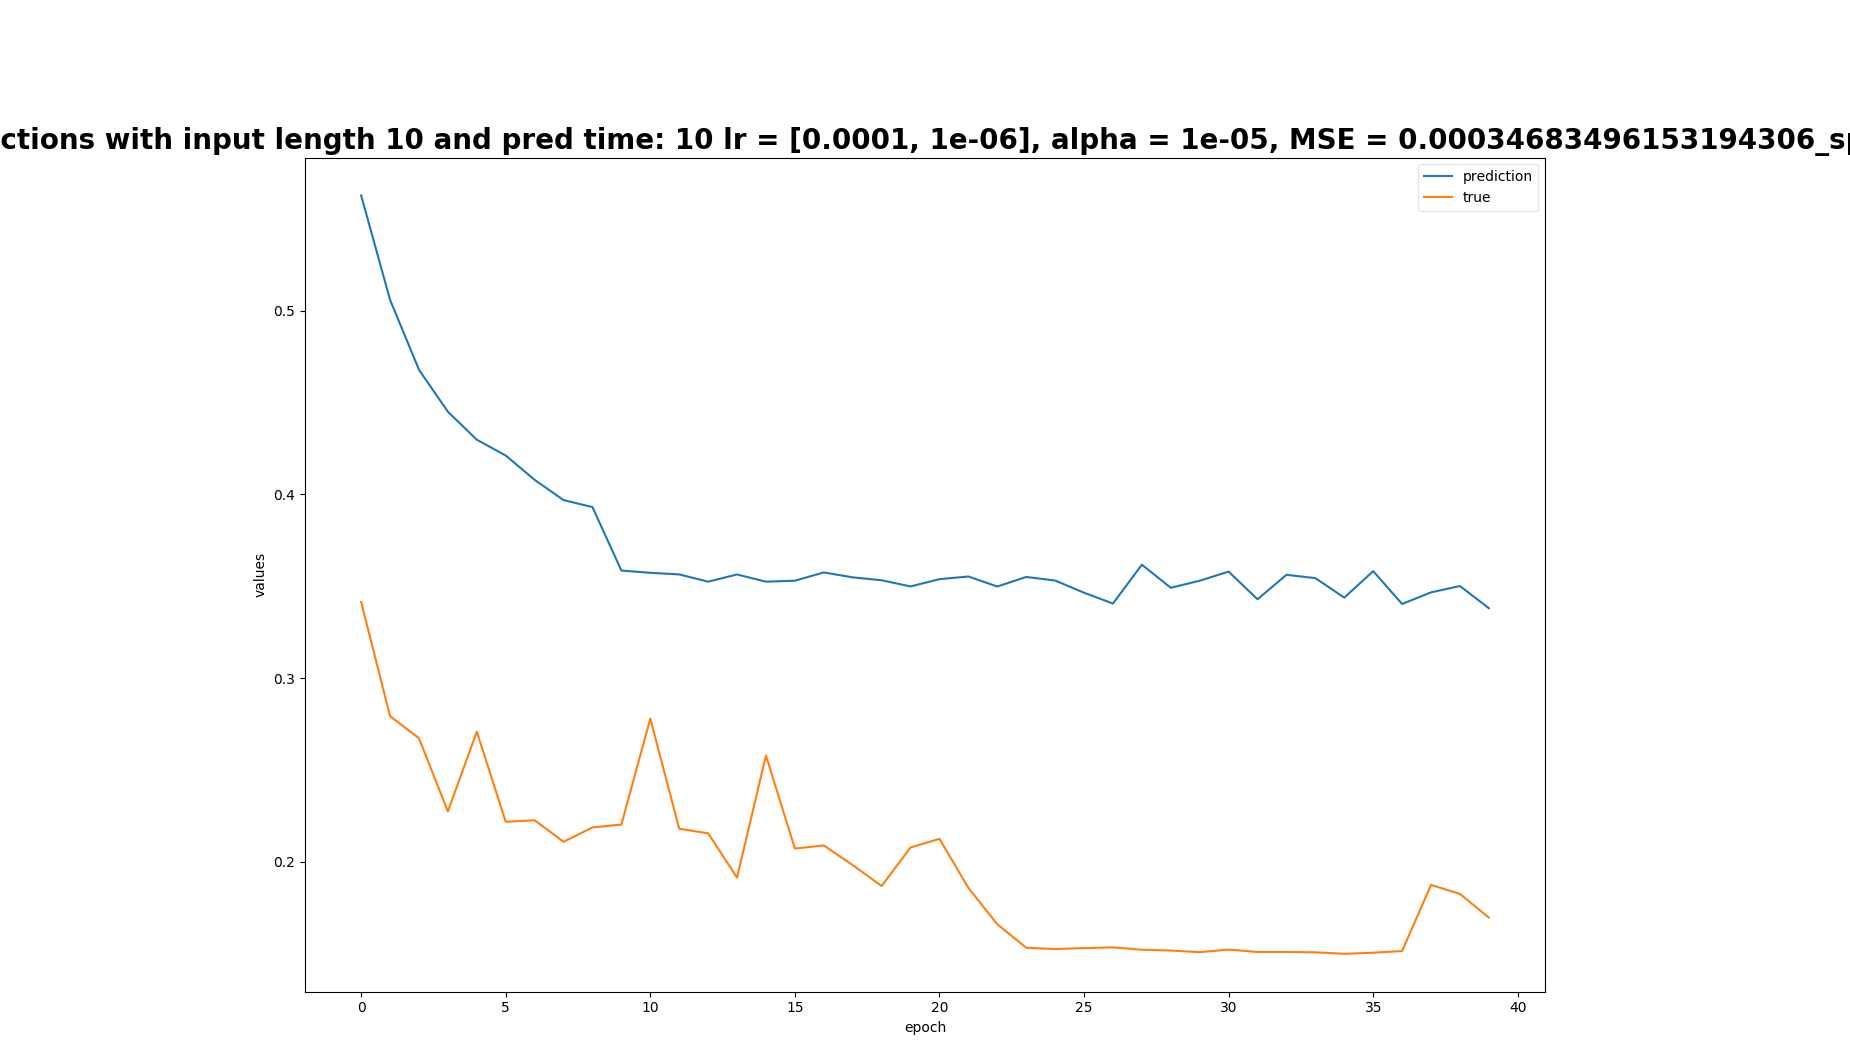 ctions with input length 10 and pred time: 10 lr = [0.0001, 1e-06], alpha = 1e-05, MSE = 0.00034683496153194306_sp
prediction
true
0.5
0.4
0.3
0.2
values
0 5 10 15 20 25 30 35 40
epoch